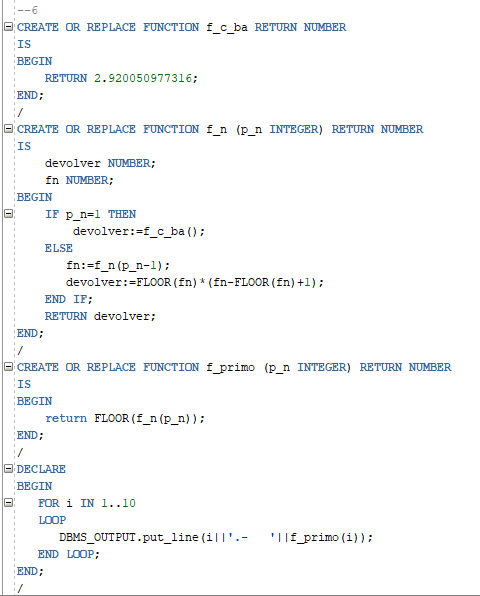 --6
CREATE OR REPLACE FUNCTION f_c_ba RETURN NUMBER
IS
BEGIN
    RETURN 2.920050977316;
END;
/
CREATE OR REPLACE FUNCTION f_n (p_n INTEGER) RETURN NUMBER
IS
    devolver NUMBER;
    fn NUMBER;
BEGIN
    IF p_n=1 THEN
        devolver:=f_c_ba();
    ELSE
       fn:=f_n(p_n-1);
       devolver:=FLOOR(fn)*(fn-FLOOR(fn)+1);
    END IF;
    RETURN devolver;
END;
/
CREATE OR REPLACE FUNCTION f_primo (p_n INTEGER) RETURN NUMBER
IS
BEGIN
    return FLOOR(f_n(p_n));
END;
/
DECLARE
BEGIN
   FOR i IN 1..10
   LOOP
      DBMS_OUTPUT.put_line(i||'.-   '||f_primo(i));
   END LOOP;
END;
/